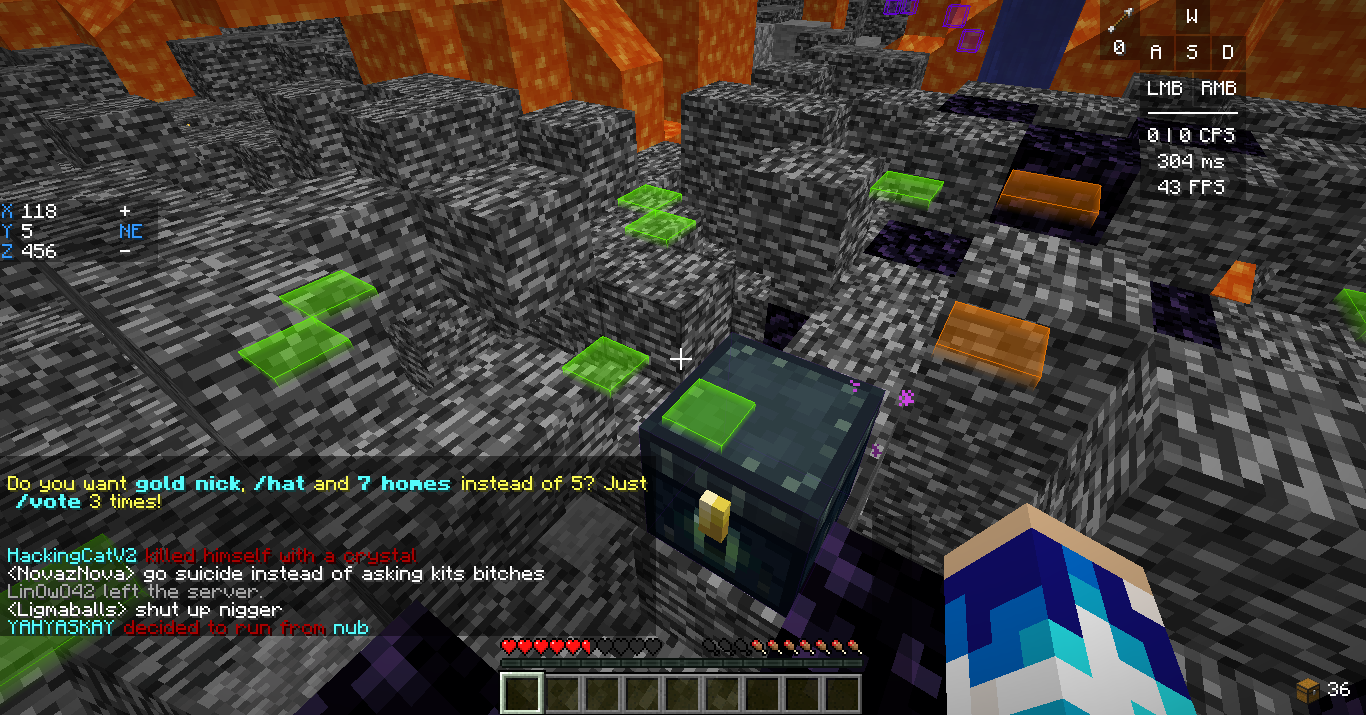 W
0
A S D
LMB RMB
0 | 0 CPS
304 ms
43 FPS
X 118 +
Y 5 NE
Z 456 -
Do you want gold nick, /hat and 7 homes instead of 5? Just
/vote 3 times!
HackingCatV2 killed himself with a crystal
<NovazNova> go suicide instead of asking kits bitches
Lin0w042 left the server.
<Ligmaballs> shut up nigger
YAHYASKAY decided to run from nub
36